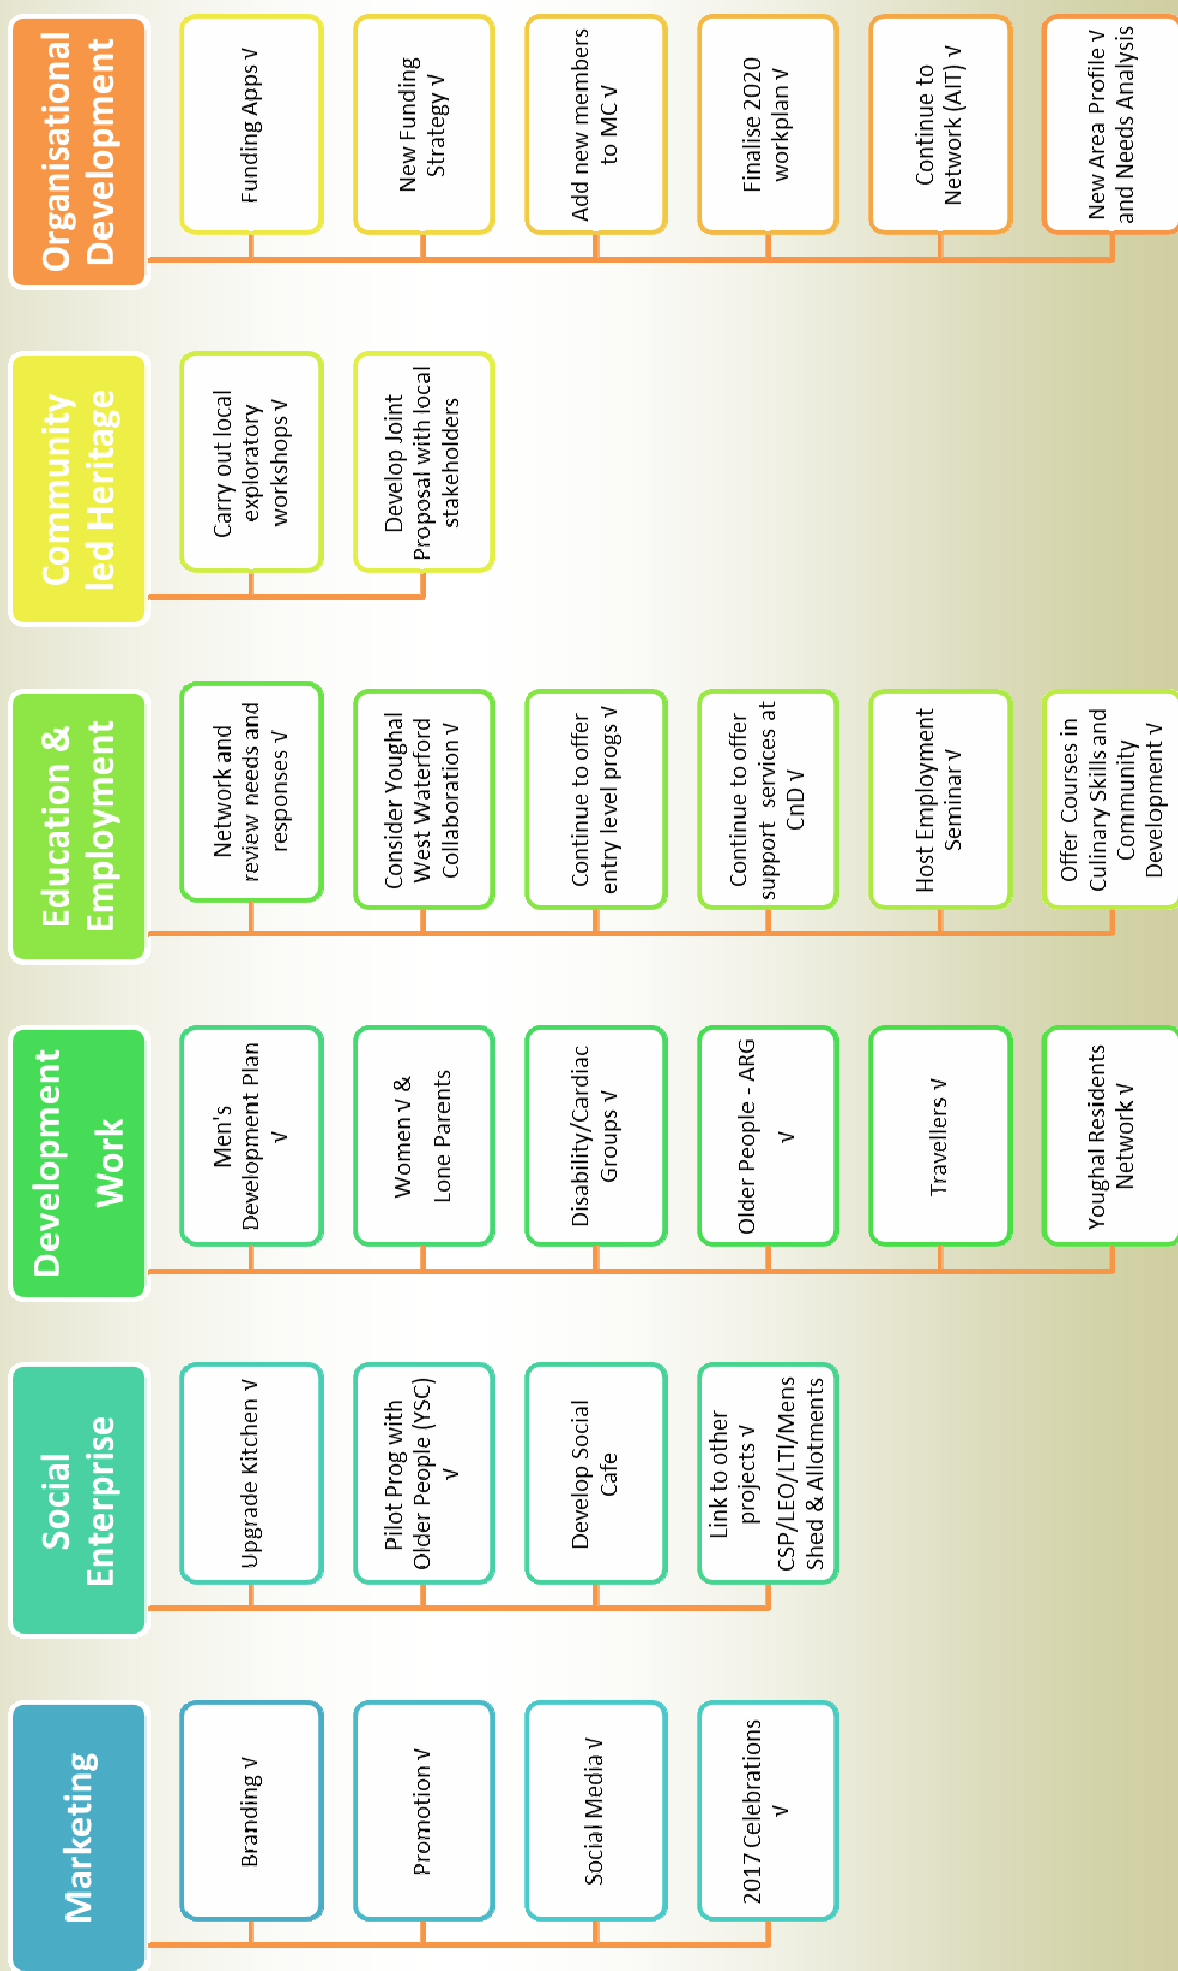 Marketing
Branding √
Promotion √
Social Media √
2017 Celebrations
√
Social
Enterprise
Upgrade Kitchen √
Pilot Prog with
Older People (YSC)
√
Develop Social
Cafe
Link to other
projects √
CSP/LEO/LTI/Mens
Shed & Allotments
Development
Work
Men's
Development Plan
√
Women √ &
Lone Parents
Disability/Cardiac
Groups √
Older People - ARG
√
Travellers √
Youghal Residents
Network √
Education &
Employment
Network and
review needs and
responses √
Consider Youghal
West Waterford
Collaboration √
Continue to offer
entry level progs √
Continue to offer
support services at
CnD √
Host Employment
Seminar √
Offer Courses in
Culinary Skills and
Community
Development √
Community
led Heritage
Carry out local
exploratory
workshops √
Develop Joint
Proposal with local
stakeholders
Organisational
Development
Funding Apps √
New Funding
Strategy √
Add new members
to MC √
Finalise 2020
workplan √
Continue to
Network (AIT) √
New Area Profile √
and Needs Analysis